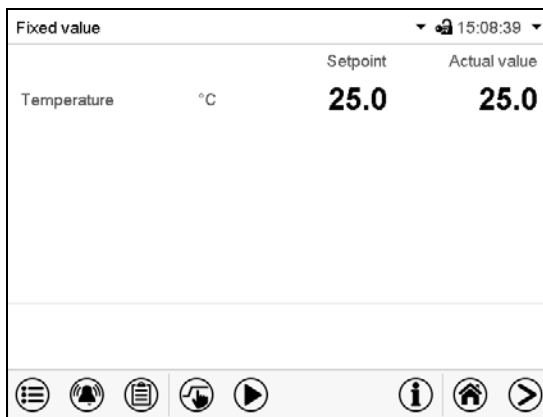 Fixed value 15:08:39
Setpoint Actual value
Temperature °C 25.0 25.0